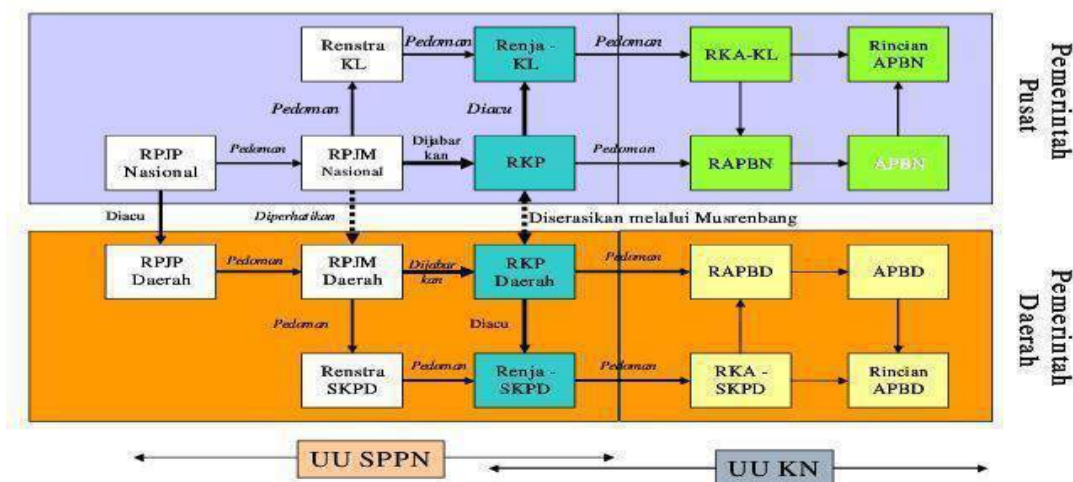 Renstra
KL
Pedoman
Renja -
KL
Pedoman
RKA-KL
Rincian
APBN
Pemerintah
Pusat
Pedoman
Diacu
RPJP
Nasional
Pedoman
RPJM
Nasional
Dijabar
kan
RKP
Pedoman
RAPBN
APBN
Diacu
Diperhatikan
Diserasikan melalui Musrenbang
RPJP
Daerah
Pedoman
RPJM
Daerah
Dijabar
kan
RKP
Daerah
Pedoman
RAPBD
APBD
Pemerintah
Daerah
Pedoman
Diacu
Renstra
SKPD
Pedoman
Renja -
SKPD
Pedoman
RKA -
SKPD
Rincian
APBD
UU SPPN
UU KN